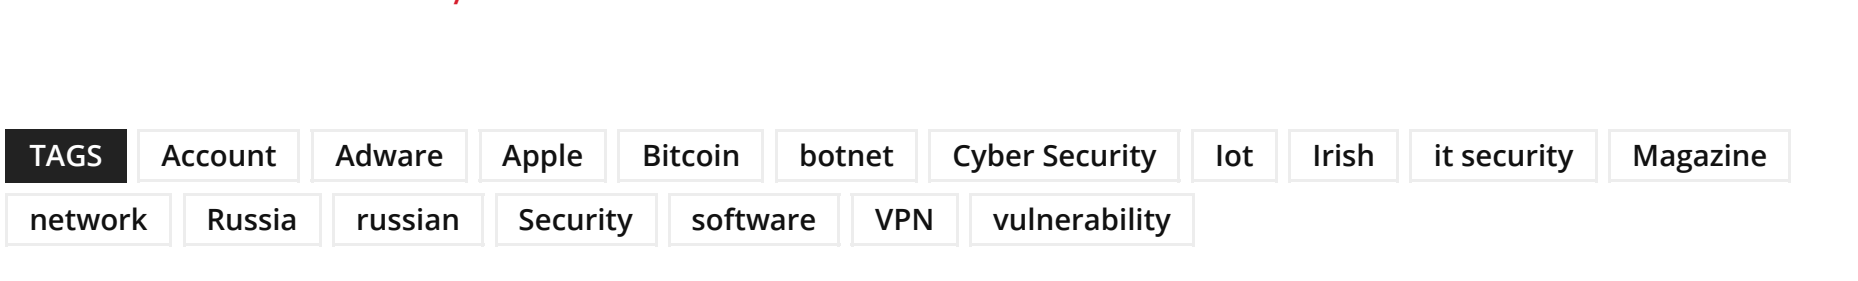 TAGS Account Adware Apple Bitcoin botnet Cyber Security Iot Irish it security Magazine
network Russia russian Security software VPN vulnerability